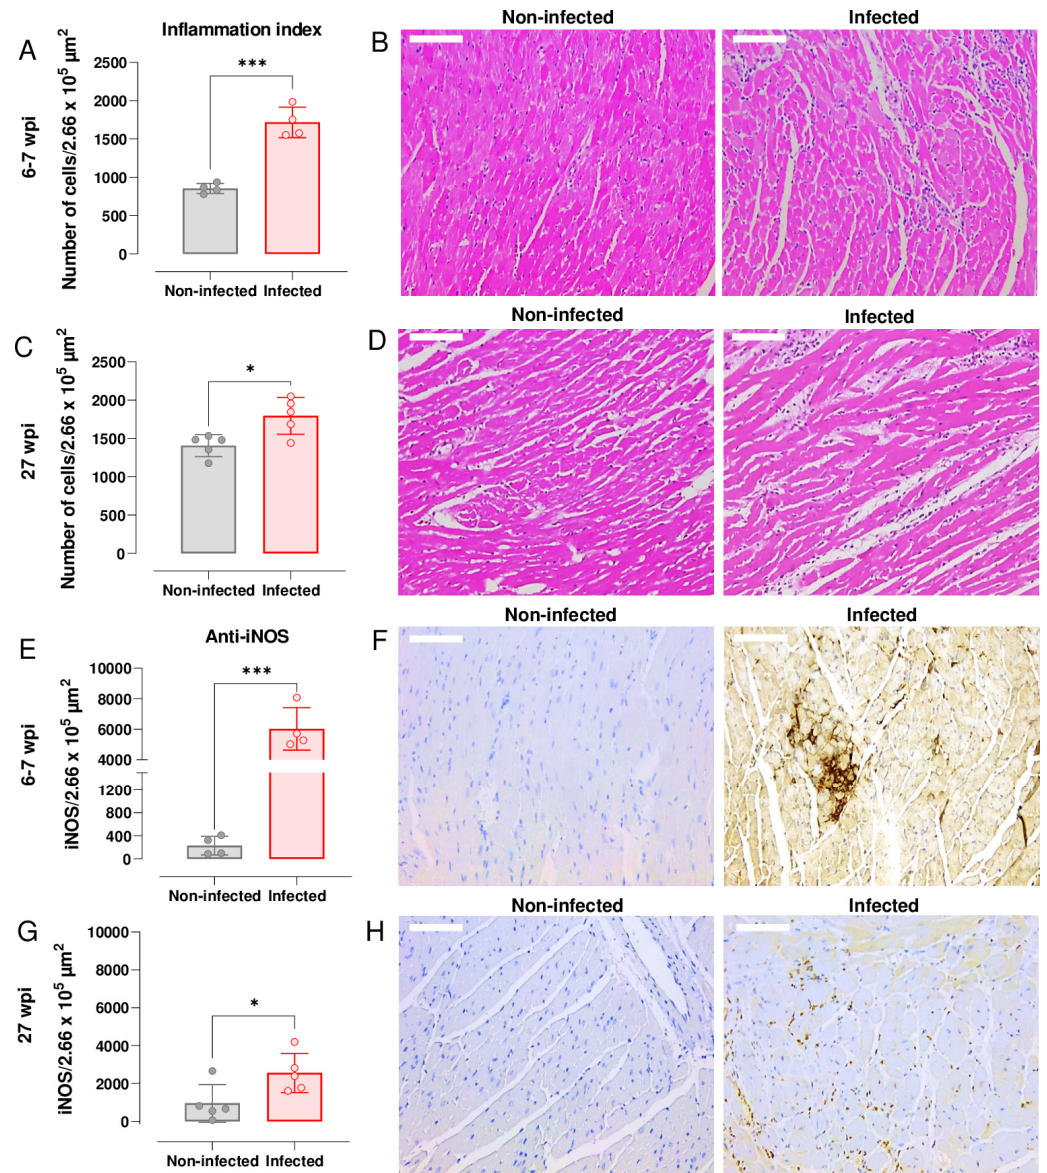 A
Inflammation index
6-7 wpi
Number of cells/2.66 x 10⁵ µm²
2500
2000
1500
1000
500
0
***
Non-infected Infected
B
Non-infected
Infected
C
27 wpi
Number of cells/2.66 x 10⁵ µm²
2500
2000
1500
1000
500
0
*
Non-infected Infected
D
Non-infected
Infected
E
Anti-iNOS
6-7 wpi
iNOS/2.66 x 10⁵ µm²
10000
8000
6000
4000
1200
800
400
0
***
Non-infected Infected
F
Non-infected
Infected
G
27 wpi
iNOS/2.66 x 10⁵ µm²
10000
8000
6000
4000
2000
0
*
Non-infected Infected
H
Non-infected
Infected